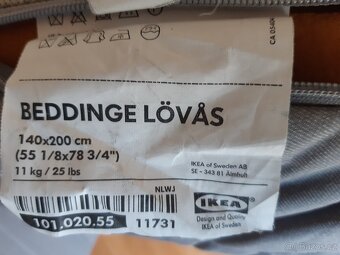 BEDDINGE LÖVÅS
140x200 cm
(55 1/8x78 3/4")
11 kg / 25 lbs
IKEA of Sweden AB
SE - 343 81 Älmhult
NLWJ
101.020.55
11731
IKEA
Design and Quality
IKEA of Sweden